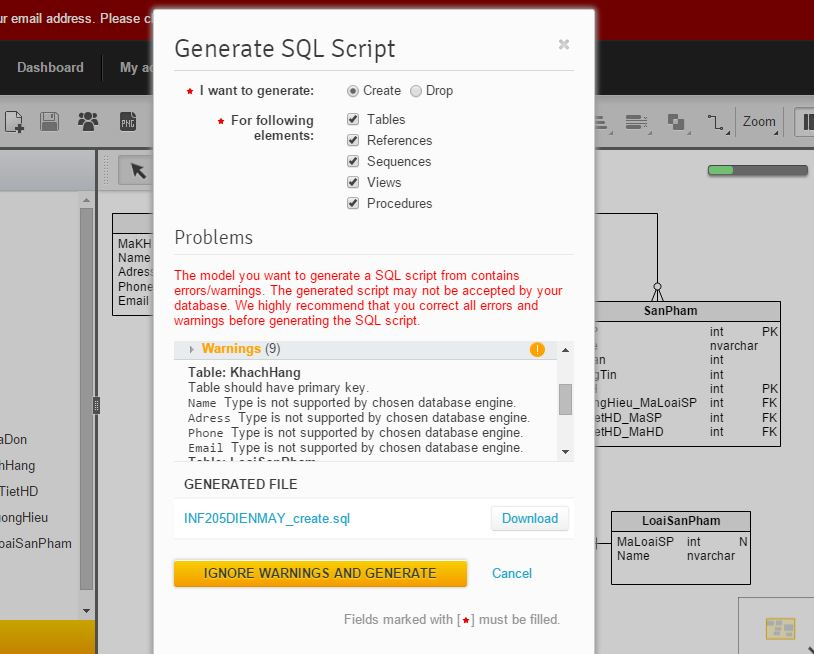 ur email address. Please c
Dashboard
My a
PNG
Zoom
MaKH
Name
Adress
Phone
Email
Generate SQL Script
I want to generate:
Create
Drop
For following
elements:
Tables
References
Sequences
Views
Procedures
Problems
The model you want to generate a SQL script from contains
errors/warnings. The generated script may not be accepted by your
database. We highly recommend that you correct all errors and
warnings before generating the SQL script.
Warnings (9)
Table: KhachHang
Table should have primary key.
Name Type is not supported by chosen database engine.
Adress Type is not supported by chosen database engine.
Phone Type is not supported by chosen database engine.
Email Type is not supported by chosen database engine.
Table: LoaiSanPham
GENERATED FILE
INF205DIENMAY_create.sql
Download
IGNORE WARNINGS AND GENERATE
Cancel
Fields marked with [*] must be filled.
aDon
hHang
TietHD
uongHieu
oaiSanPham
SanPham
int PK
nvarchar
an int
gTin int
int PK
ngHieu_MaLoaiSP int FK
ietHD_MaSP int FK
ietHD_MaHD int FK
LoaiSanPham
MaLoaiSP int N
Name nvarchar